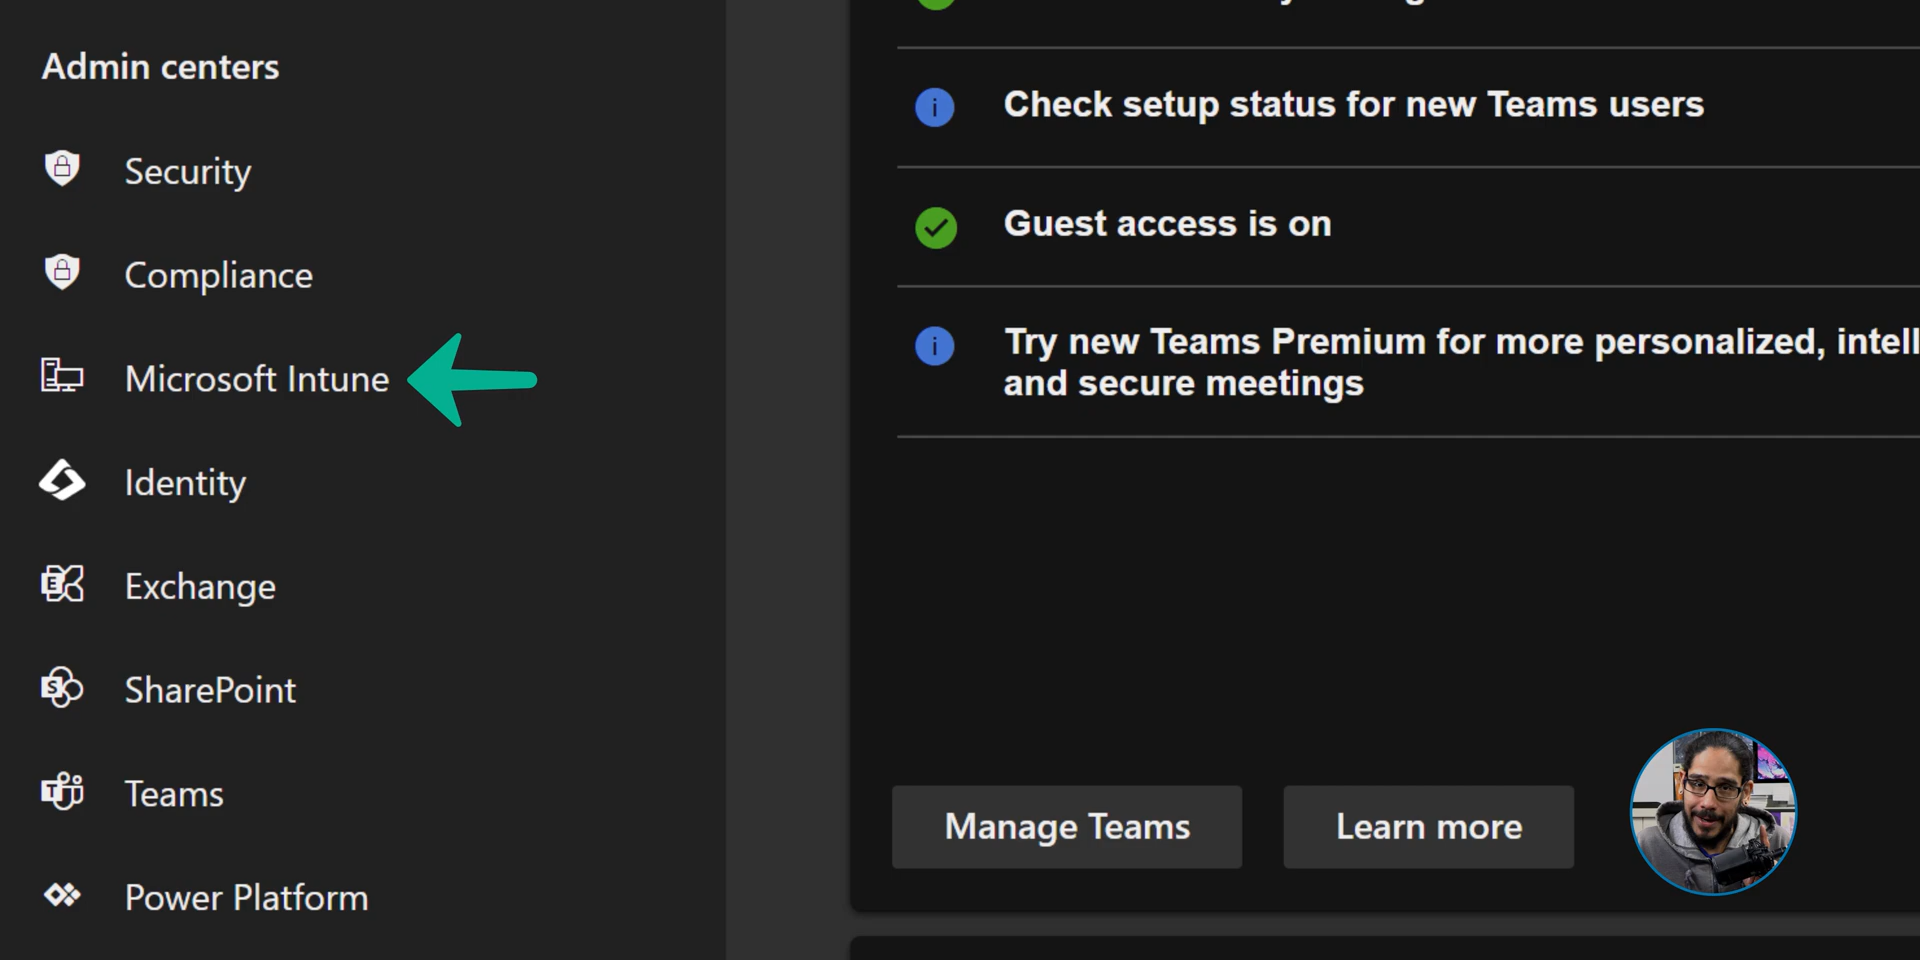 Admin centers
Security
Compliance
Microsoft Intune
Identity
Exchange
SharePoint
Teams
Power Platform
Check setup status for new Teams users
Guest access is on
Try new Teams Premium for more personalized,
and secure meetings
Manage Teams
Learn more